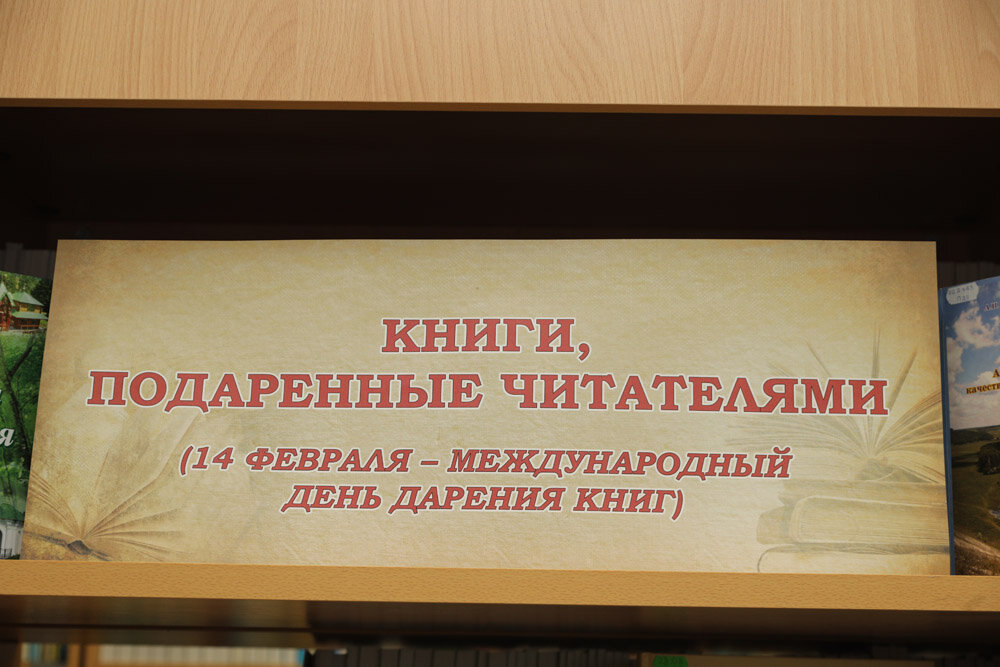 КНИГИ,
ПОДАРЕННЫЕ ЧИТАТЕЛЯМИ
(14 ФЕВРАЛЯ – МЕЖДУНАРОДНЫЙ
ДЕНЬ ДАРЕНИЯ КНИГ)